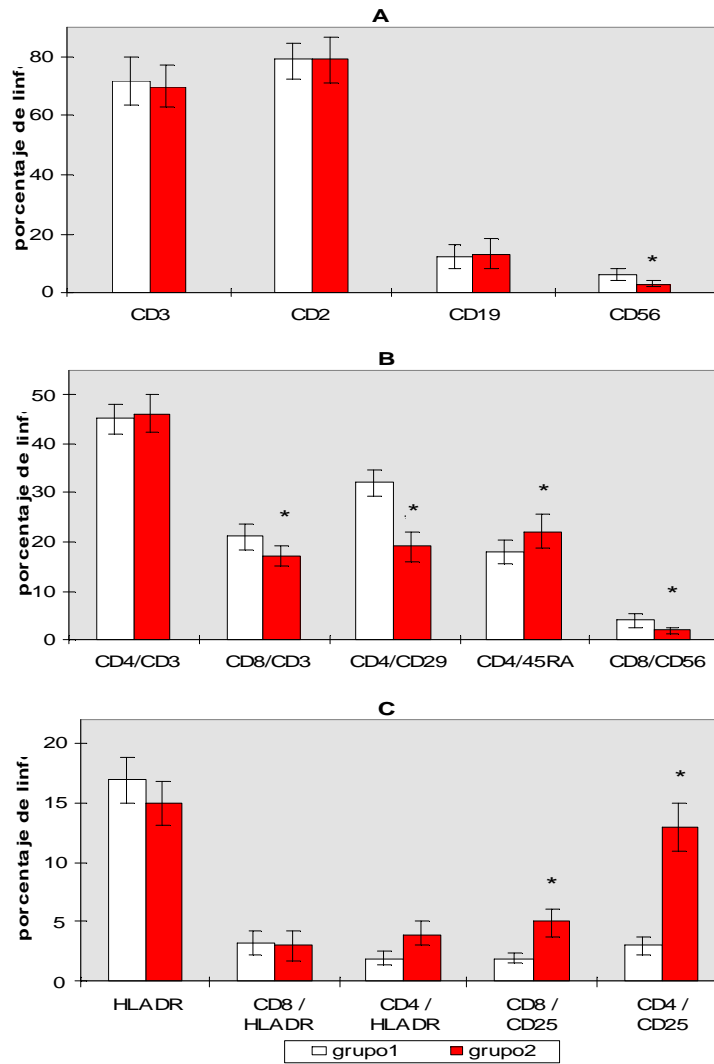 A
porcentaje de linf
80
60
40
20
0
*
CD3 CD2 CD19 CD56
B
porcentaje de linf
50
40
30
20
10
0
* * * *
CD4/CD3 CD8/CD3 CD4/CD29 CD4/45RA CD8/CD56
C
porcentaje de linf
20
15
10
5
0
* *
HLADR CD8 / CD4 / CD8 / CD4 /
HLADR HLADR CD25 CD25
grupo1 grupo2